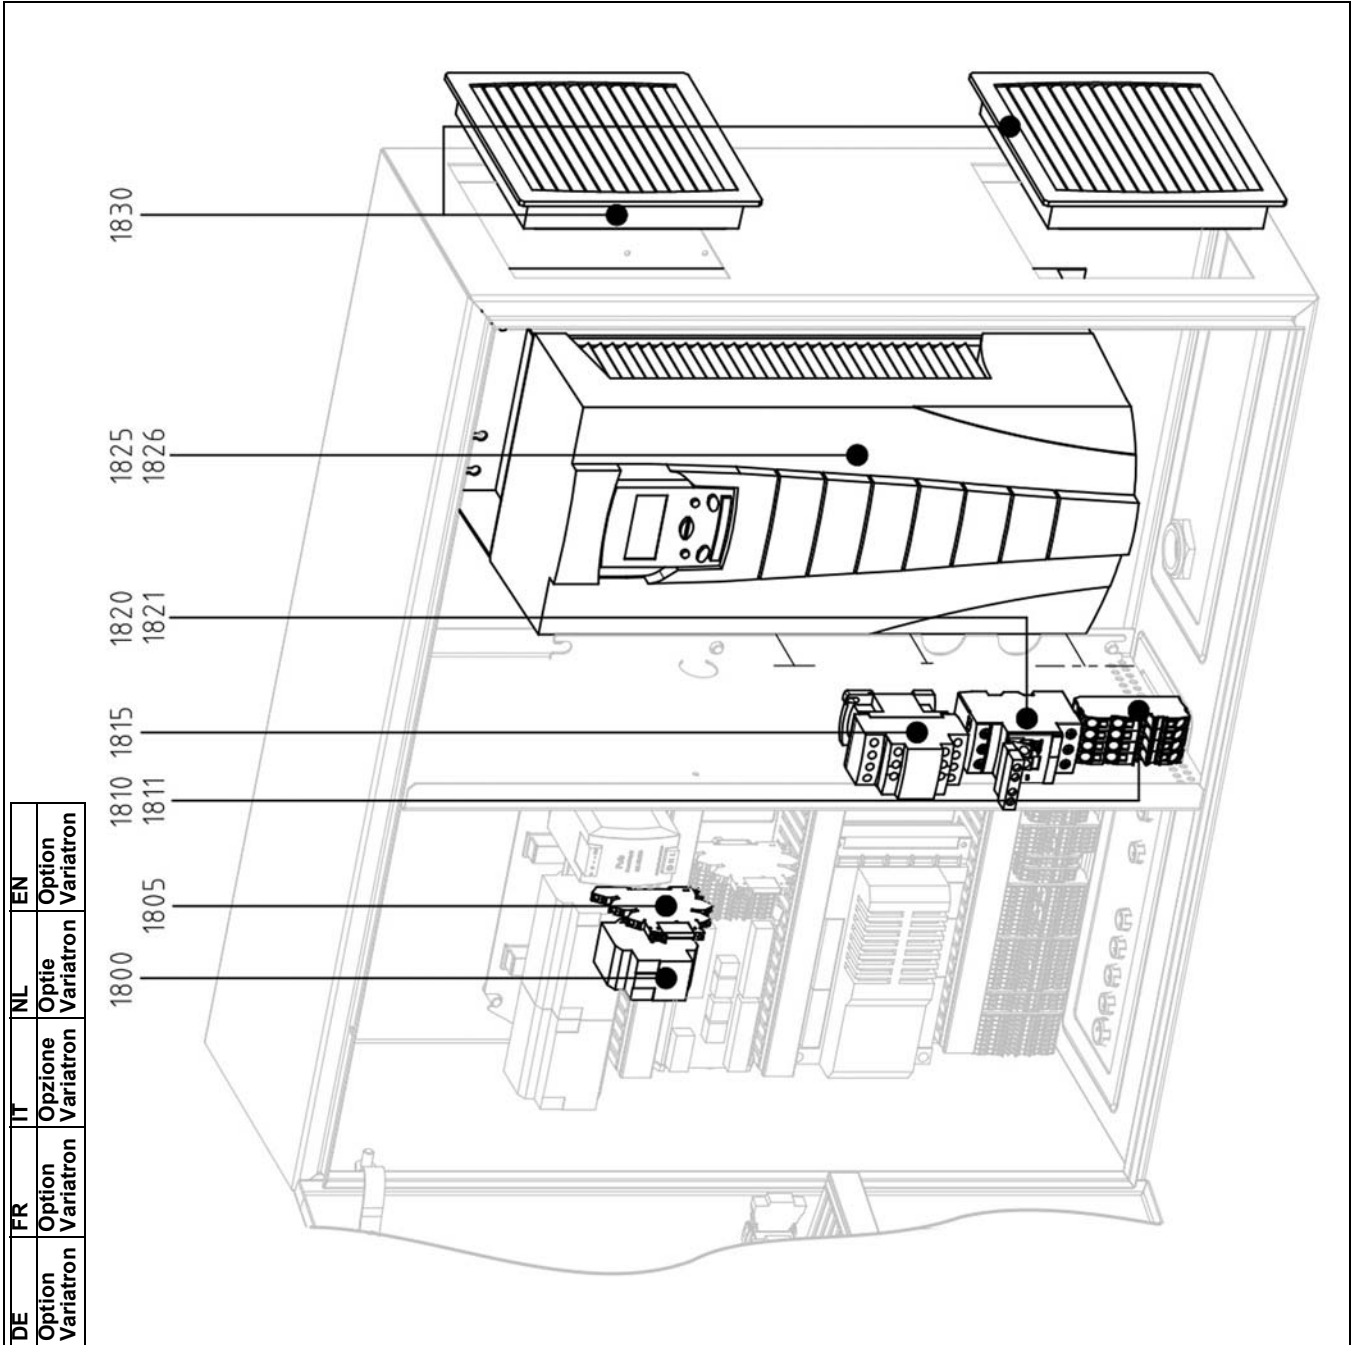 DE
FR
IT
NL
EN
Option
Variatron
Option
Variatron
Opzione
Variatron
Optie
Variatron
Option
Variatron
1800
1805
1810
1811
1815
1820
1821
1825
1826
1830